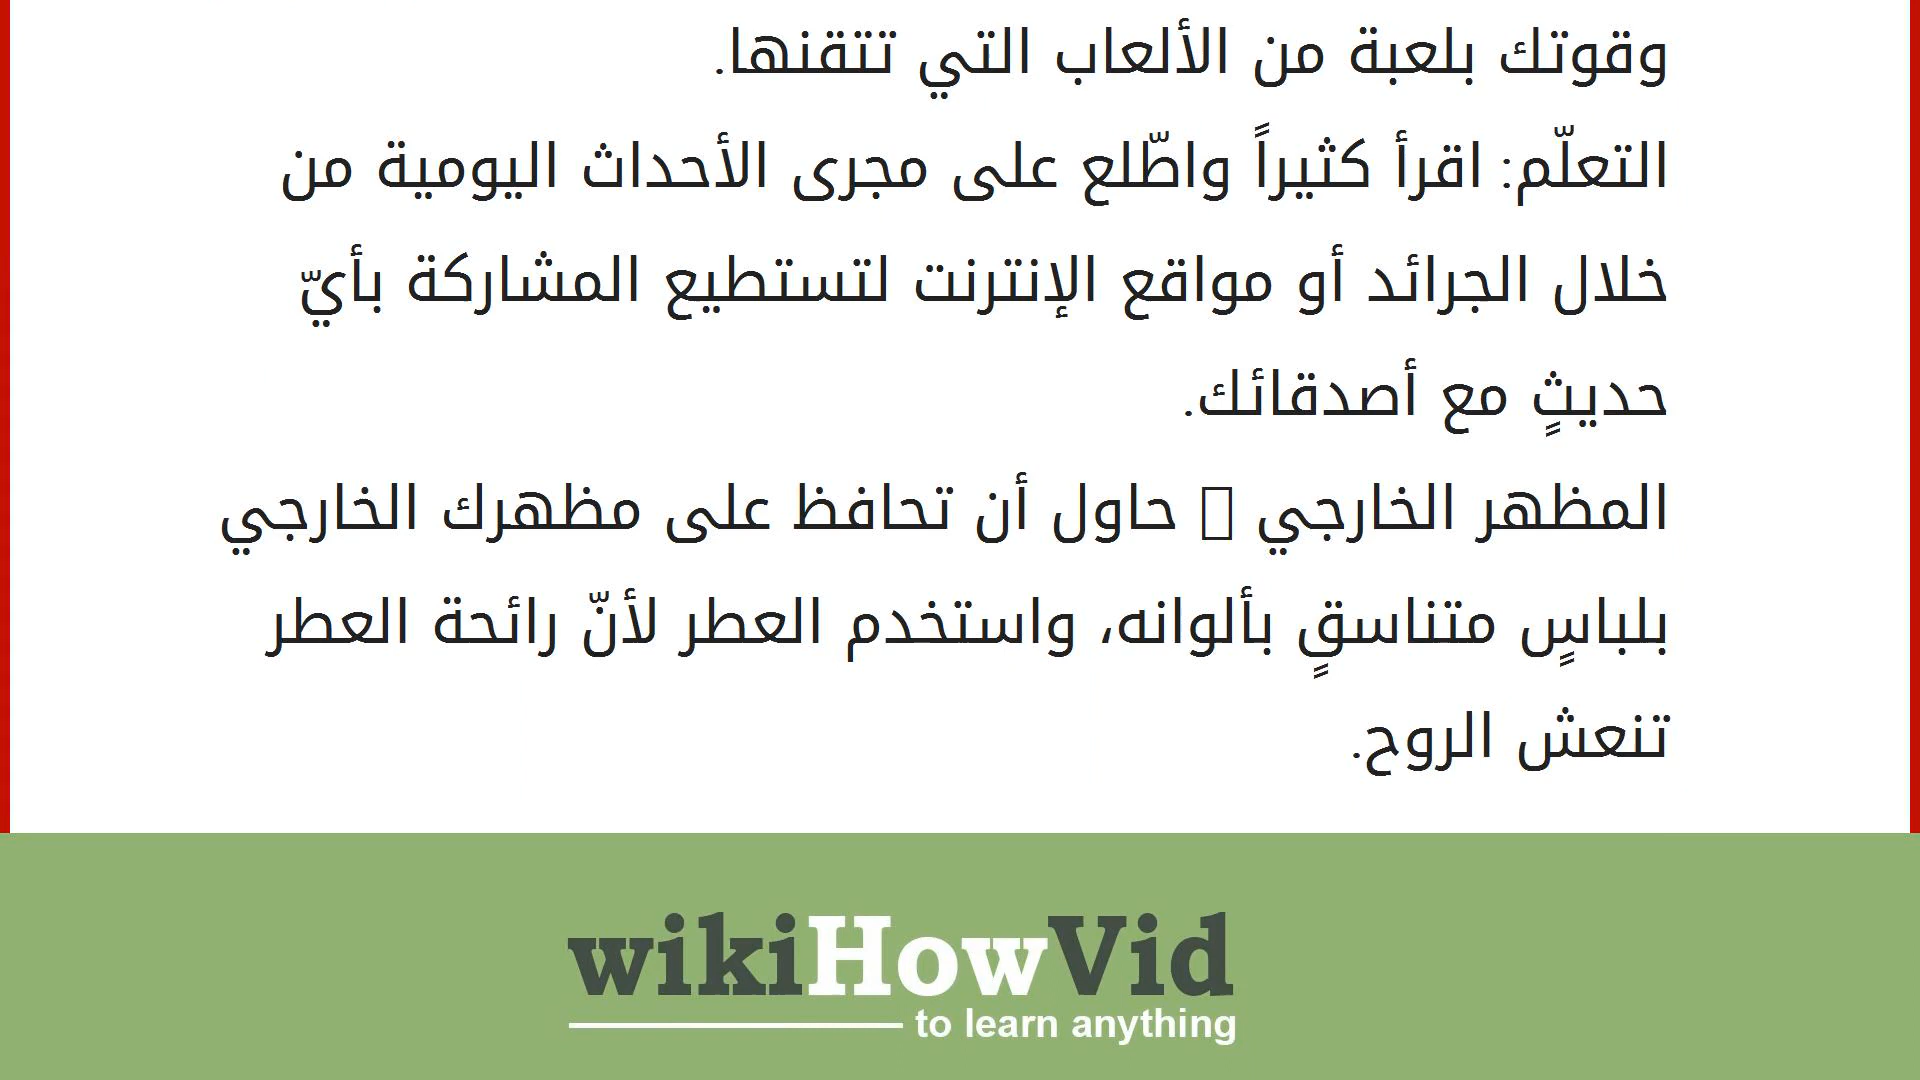 وقوتك بلعبة من الألعاب التي تتقنها.
التعلّم: اقرأ كثيراً واطّلع على مجرى الأحداث اليومية من
خلال الجرائد أو مواقع الإنترنت لتستطيع المشاركة بأيّ
حديثٍ مع أصدقائك.
المظهر الخارجي ▯ حاول أن تحافظ على مظهرك الخارجي
بلباسٍ متناسقٍ بألوانه، واستخدم العطر لأنّ رائحة العطر
تنعش الروح.
wikiHowVid
to learn anything